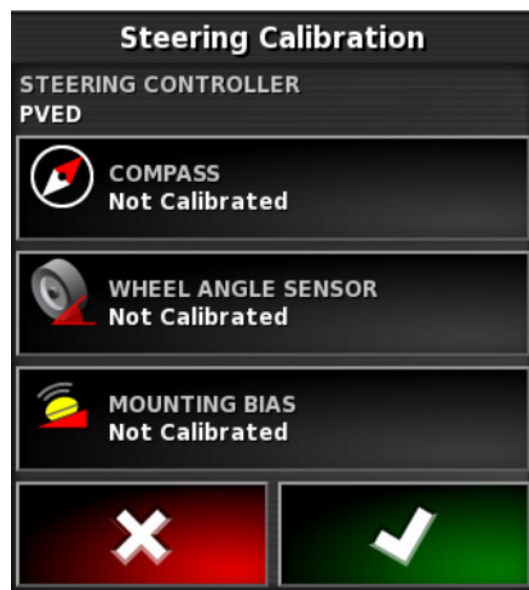 Steering Calibration
STEERING CONTROLLER
PVED
COMPASS
Not Calibrated
WHEEL ANGLE SENSOR
Not Calibrated
MOUNTING BIAS
Not Calibrated